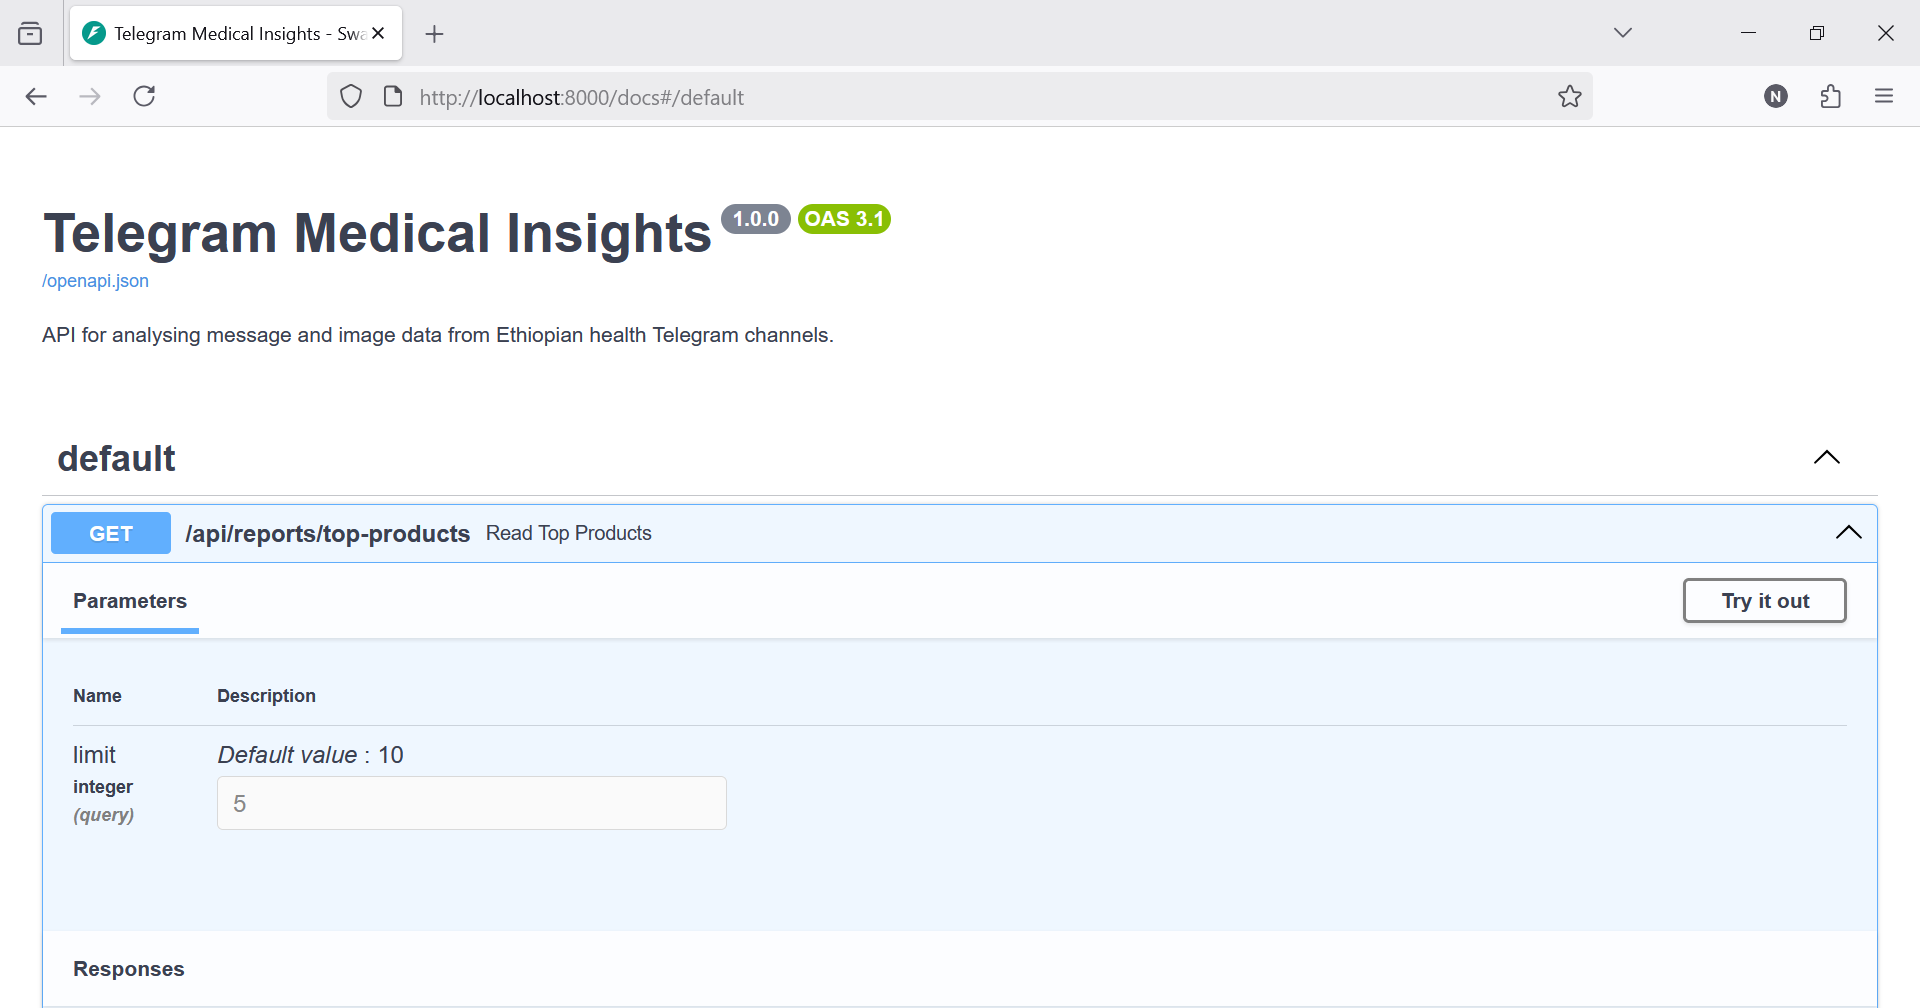 Telegram Medical Insights - Swa
http://localhost:8000/docs#/default
N
Telegram Medical Insights 1.0.0 OAS 3.1
/openapi.json
API for analysing message and image data from Ethiopian health Telegram channels.
default
GET /api/reports/top-products Read Top Products
Parameters Try it out
Name Description
limit Default value : 10
integer
5
(query)
Responses